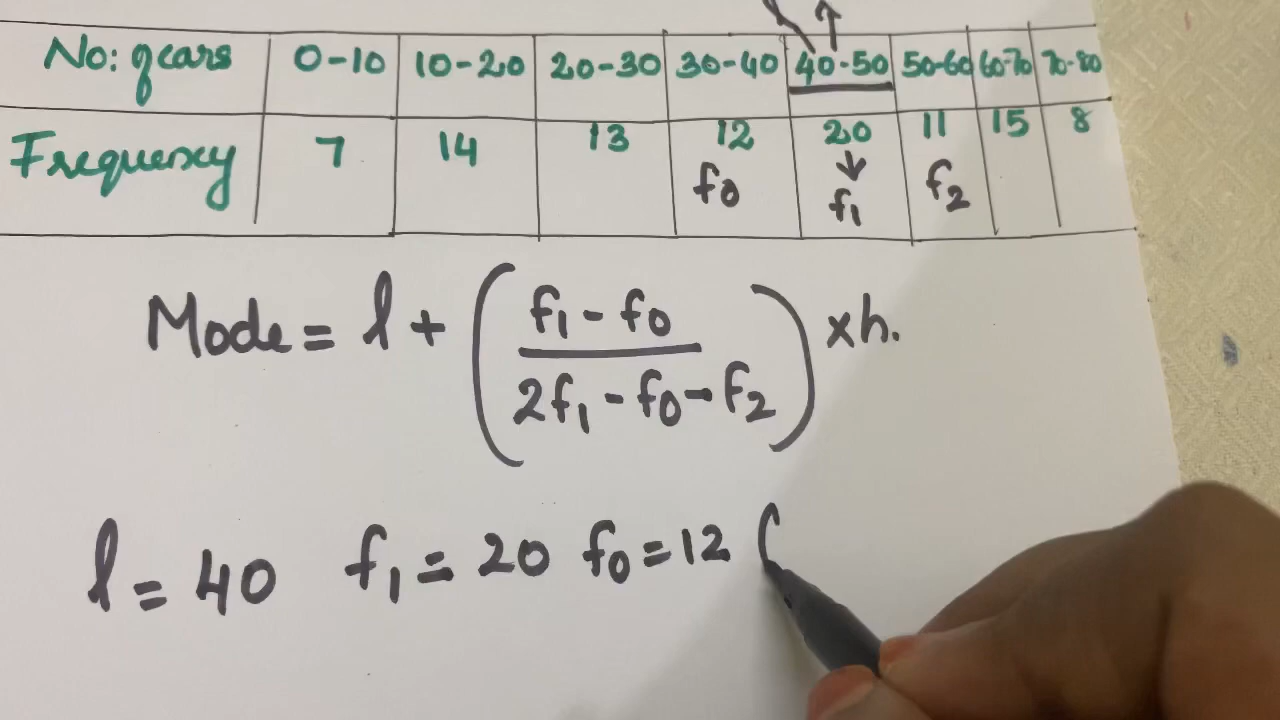 No: of cars 0-10 10-20 20-30 30-40 40-50 50-60 60-70 70-80
Frequency 7 14 13 12 20 11 15 8
f0 f1 f2
Mode = l + ( f1 - f0 / 2f1 - f0 - f2 ) x h.
l = 40 f1 = 20 f0 = 12